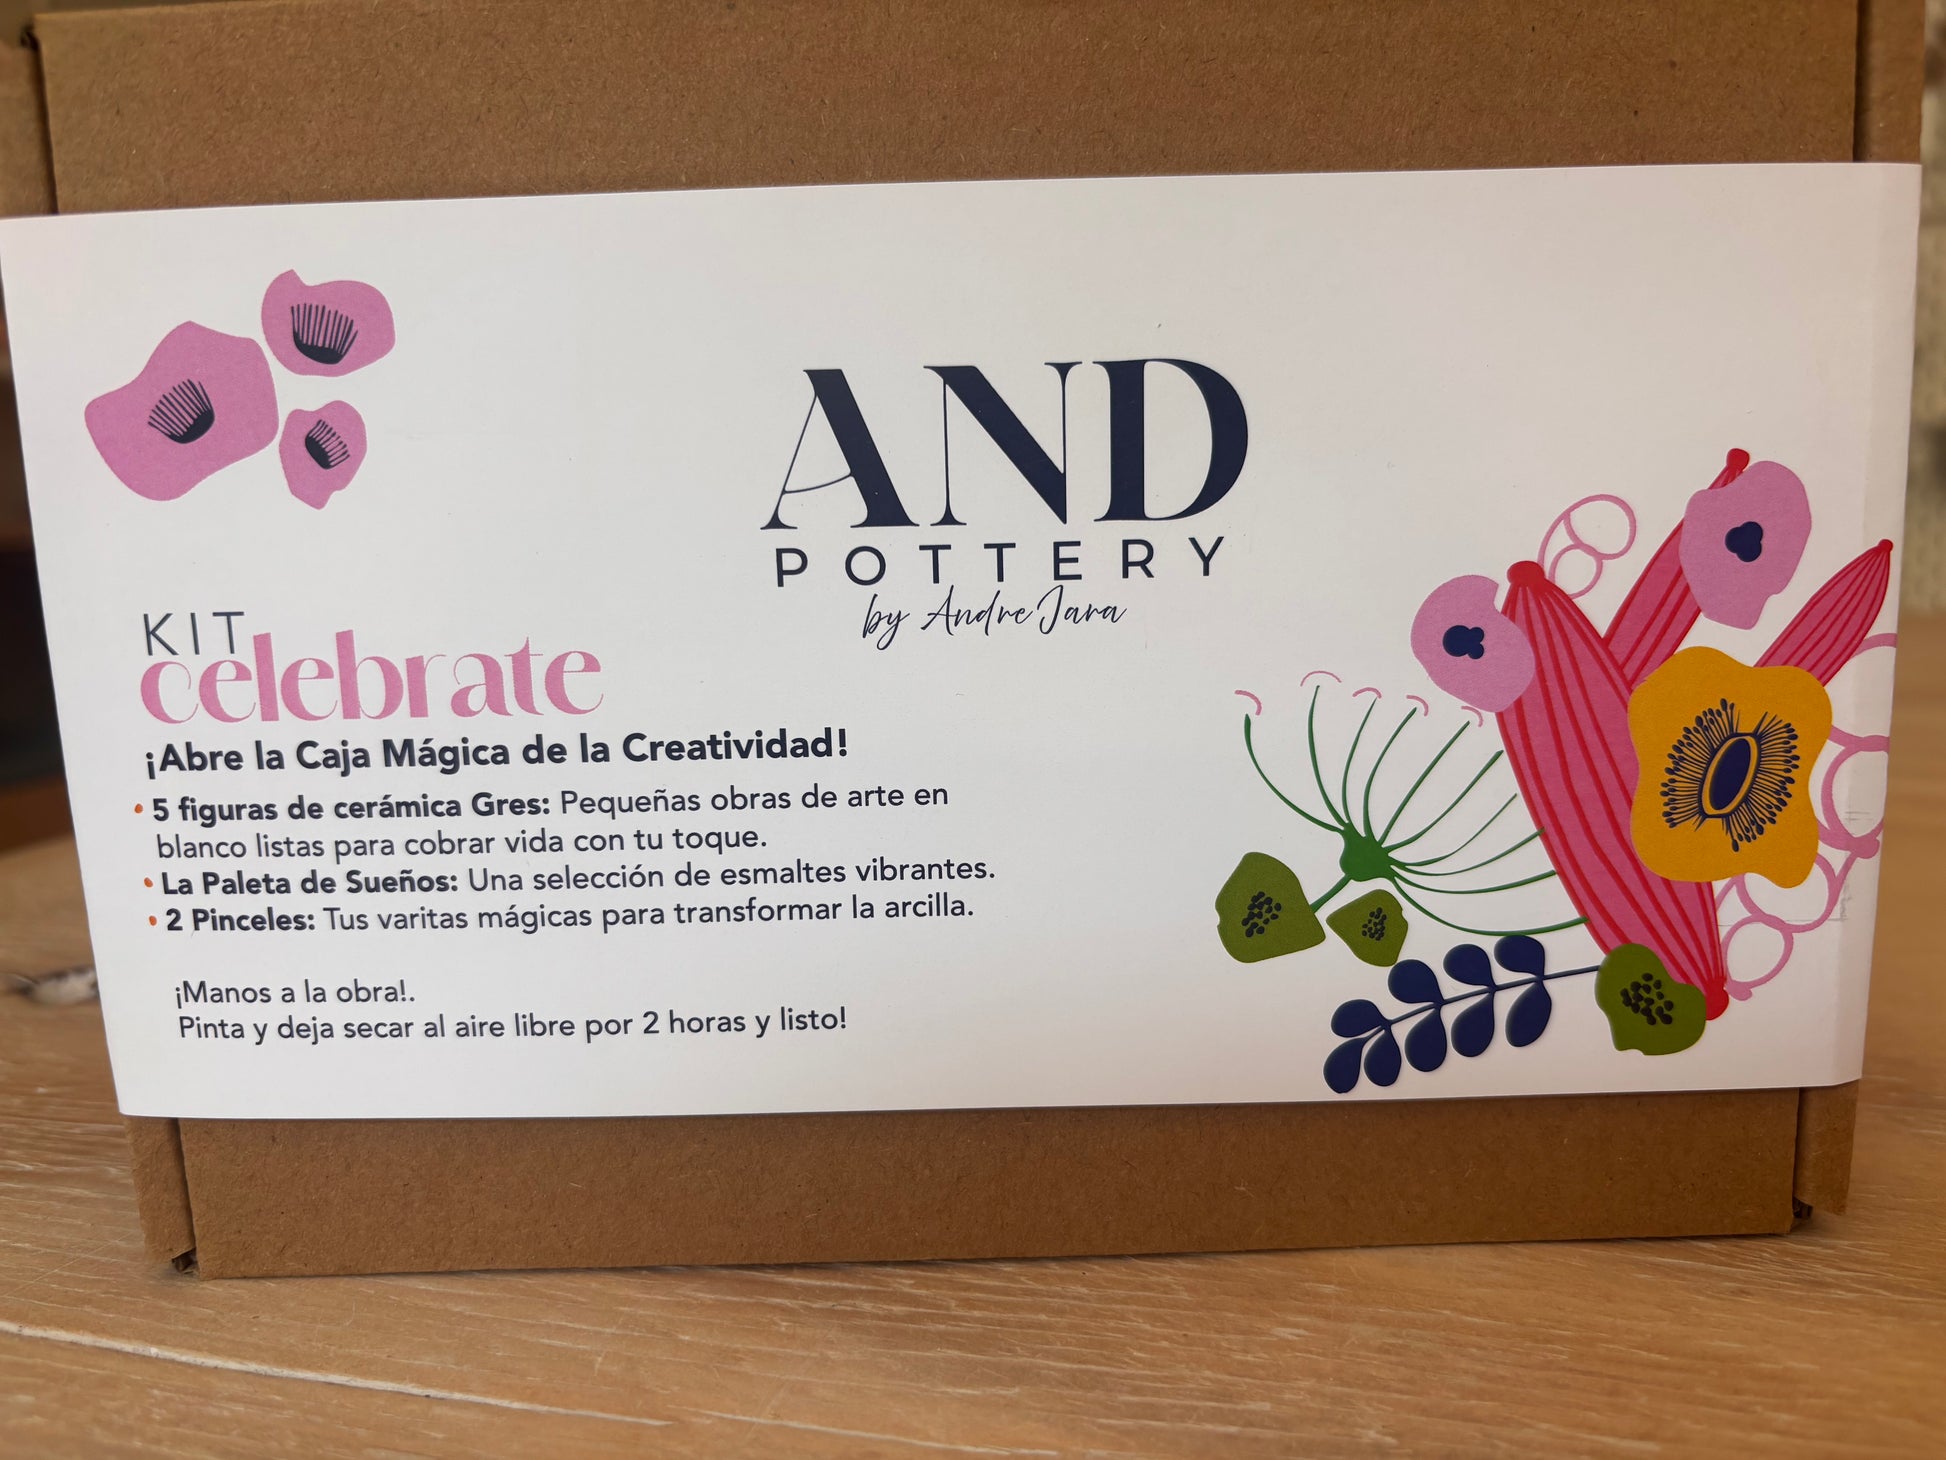 AND
POTTERY
by Andre Jara
KIT
celebrate
¡Abre la Caja Mágica de la Creatividad!
• 5 figuras de cerámica Gres: Pequeñas obras de arte en
blanco listas para cobrar vida con tu toque.
• La Paleta de Sueños: Una selección de esmaltes vibrantes.
• 2 Pinceles: Tus varitas mágicas para transformar la arcilla.
¡Manos a la obra!.
Pinta y deja secar al aire libre por 2 horas y listo!